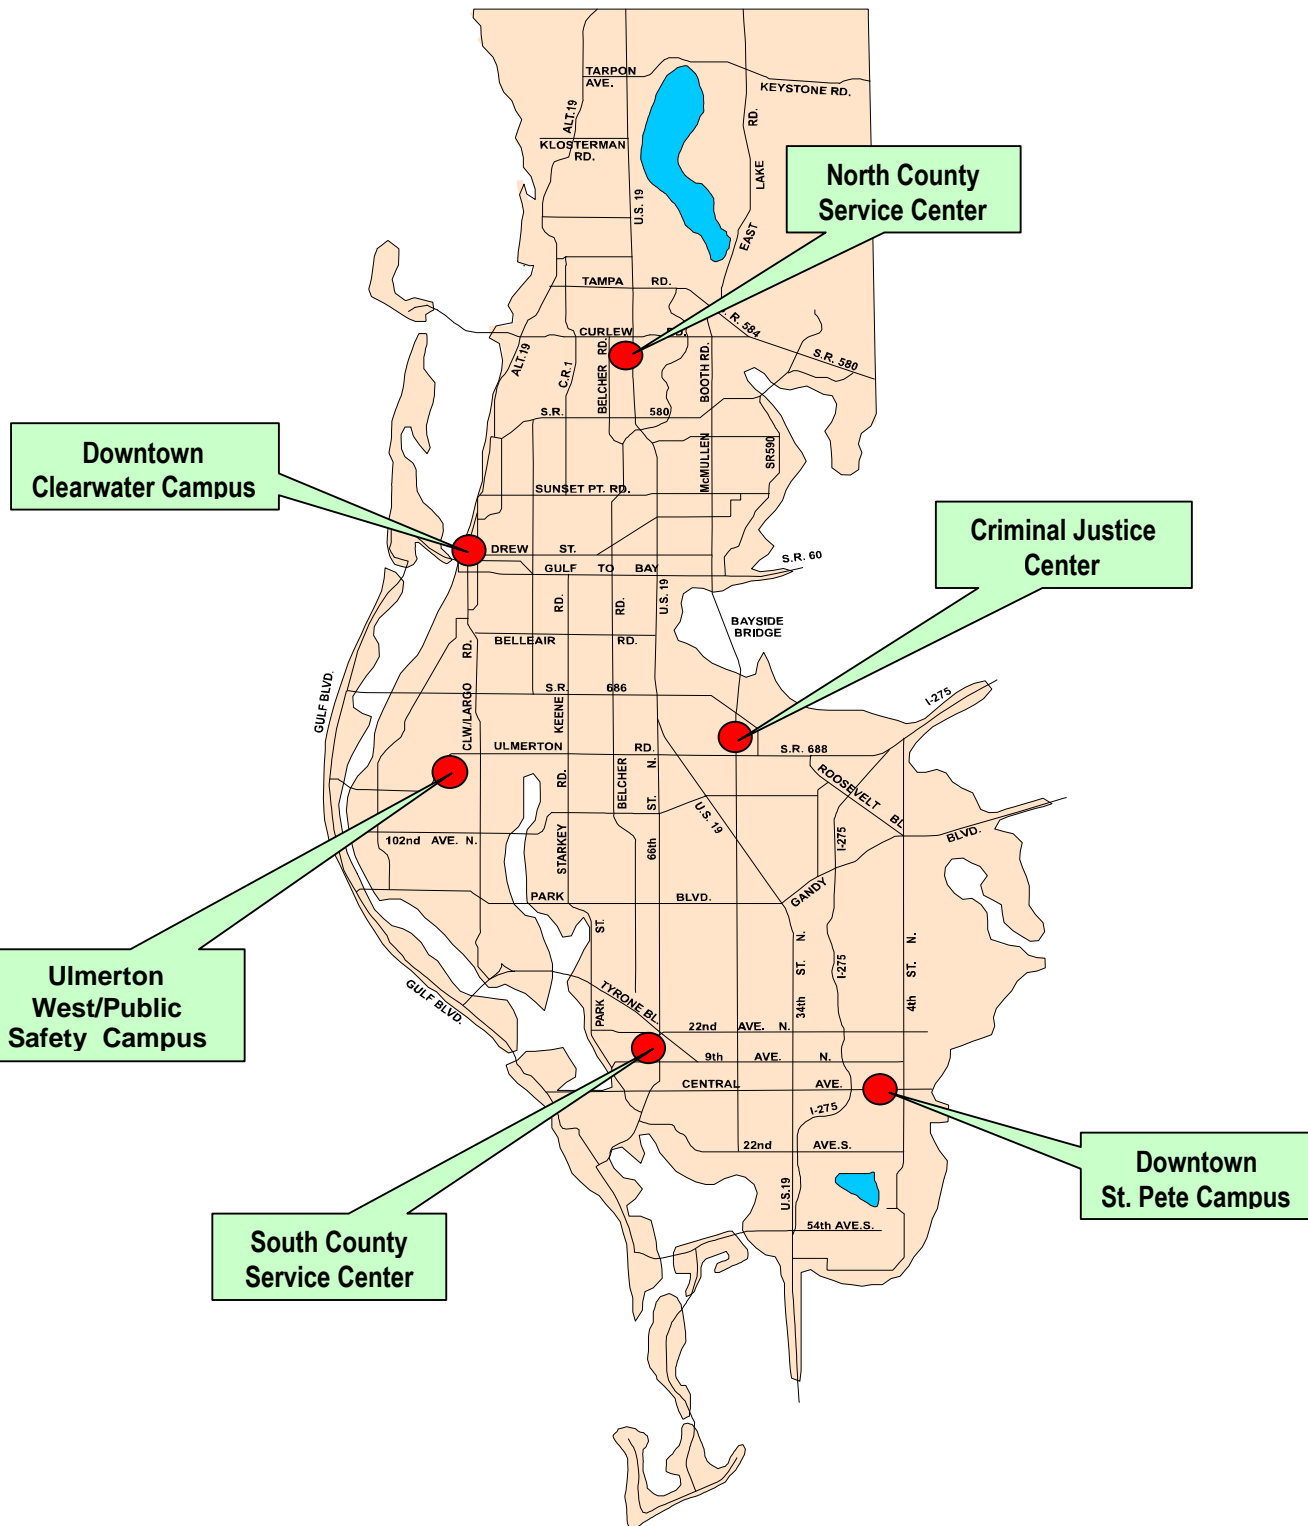 TARPON
AVE.
KEYSTONE RD.
ALT.19
RD.
KLOSTERMAN
RD.
LAKE
U.S. 19
EAST
North County
Service Center
TAMPA RD.
S. R. 584
CURLEW RD.
S.R. 580
ALT.19
C.R.1
BELCHER RD.
BOOTH RD.
S.R. 580
McMULLEN
SR590
Downtown
Clearwater Campus
SUNSET PT. RD.
Criminal Justice
Center
DREW ST.
S.R. 60
GULF TO BAY
U.S. 19
RD.
RD.
BAYSIDE
BRIDGE
BELLEAIR RD.
RD.
GULF BLVD.
S.R. 686
I-275
CLW/LARGO
KEENE
ULMERTON RD.
S.R. 688
BELCHER
RD.
ROOSEVELT BL
U.S. 19
66th ST. N.
102nd AVE. N.
STARKEY
I-275
BLVD.
GANDY
PARK BLVD.
ST.
34th ST. N.
I-275
4th ST. N.
Ulmerton
West/Public
Safety Campus
GULF BLVD.
TYRONE BL.
PARK
22nd AVE. N.
9th AVE. N.
CENTRAL AVE.
I-275
22nd AVE.S.
Downtown
St. Pete Campus
U.S.19
54th AVE.S.
South County
Service Center